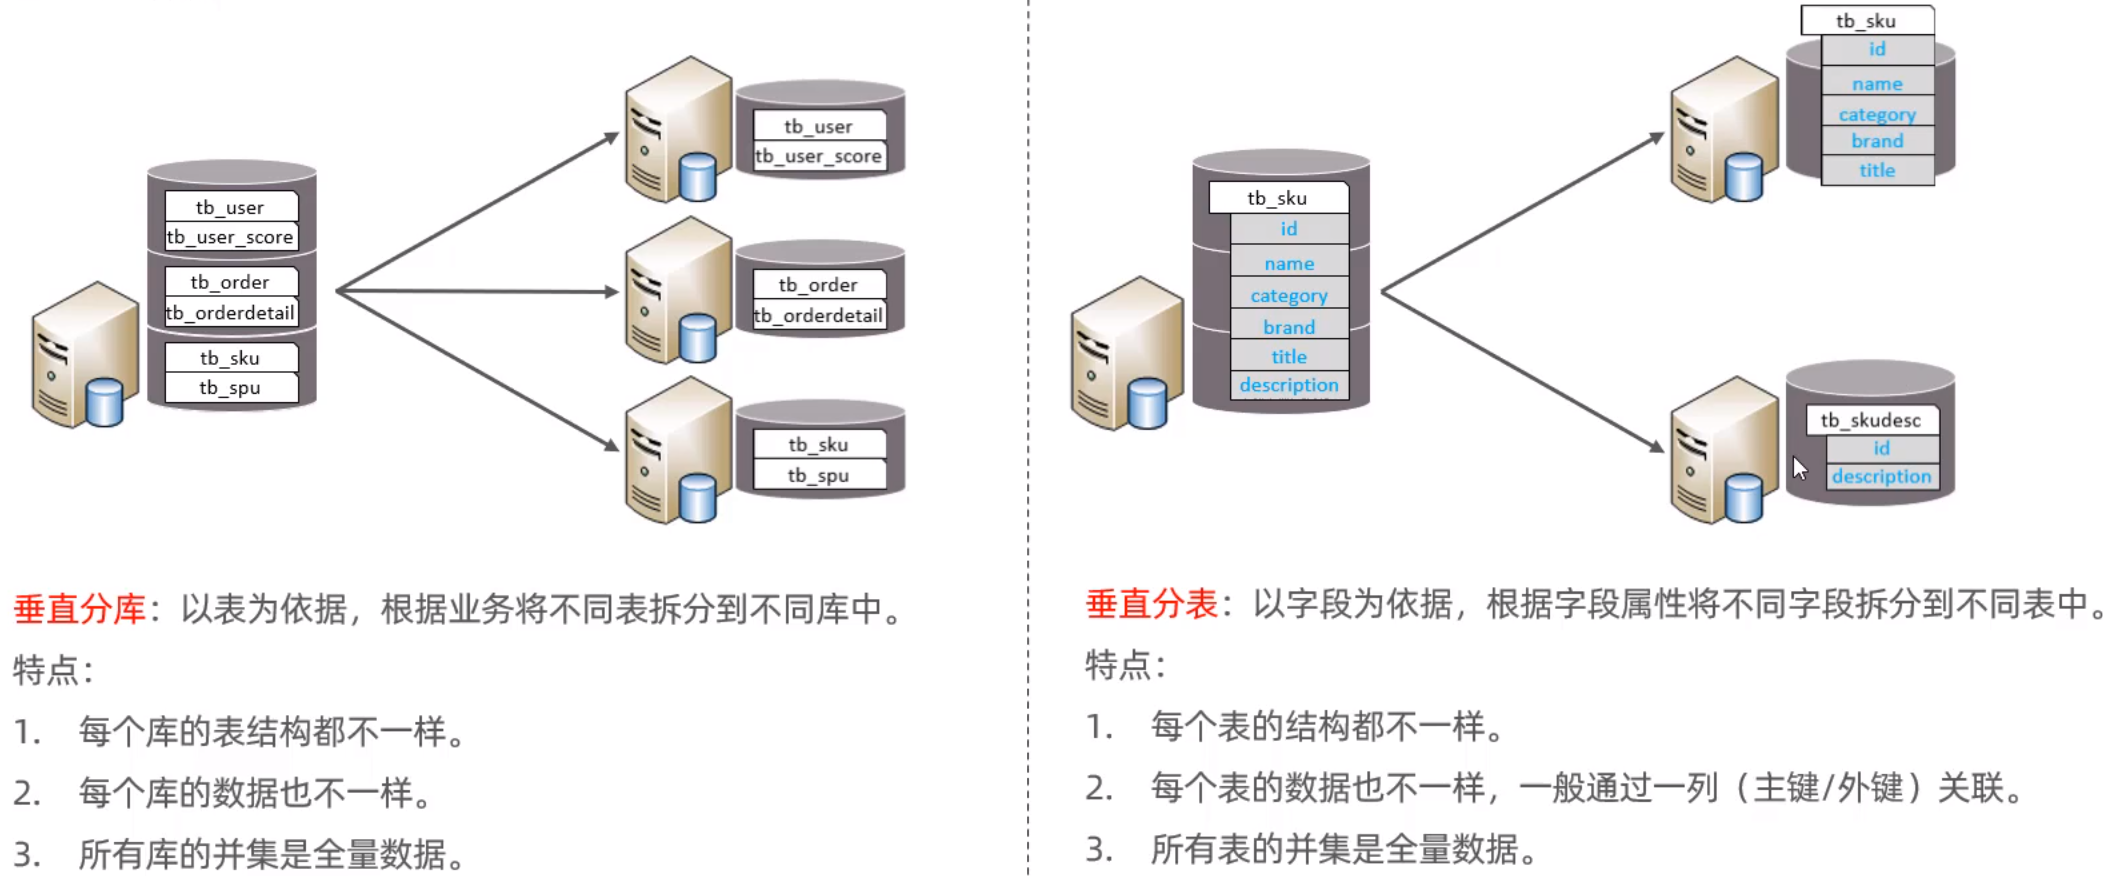 tb_user
tb_user_score
tb_order
tb_orderdetail
tb_sku
tb_spu
tb_user
tb_user_score
tb_order
tb_orderdetail
tb_sku
tb_spu
垂直分库：以表为依据，根据业务将不同表拆分到不同库中。
特点：
1. 每个库的表结构都不一样。
2. 每个库的数据也不一样。
3. 所有库的并集是全量数据。
tb_sku
id
name
category
brand
title
description
tb_sku
id
name
category
brand
title
tb_skudesc
id
description
垂直分表：以字段为依据，根据字段属性将不同字段拆分到不同表中。
特点：
1. 每个表的结构都不一样。
2. 每个表的数据也不一样，一般通过一列（主键/外键）关联。
3. 所有表的并集是全量数据。